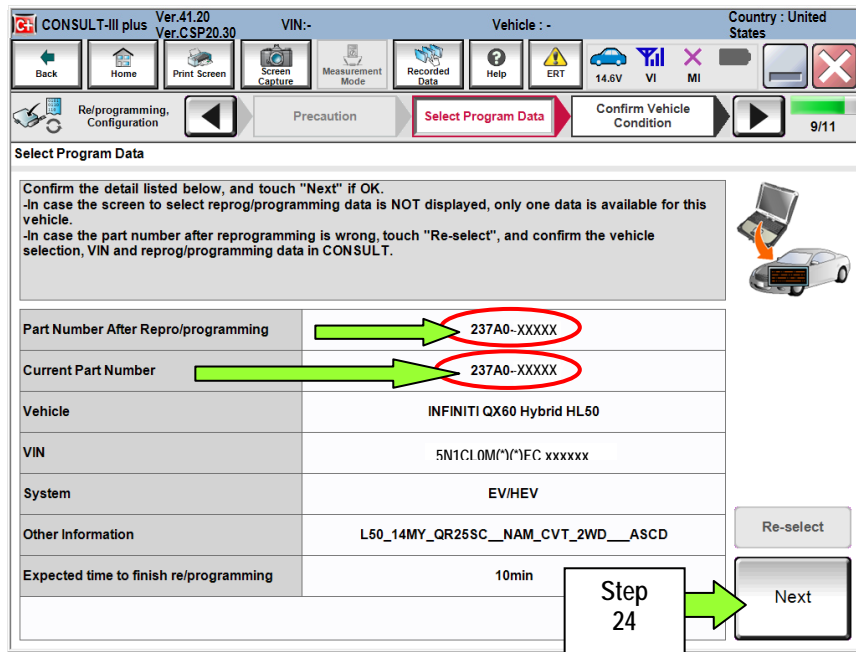 C+ CONSULT-III plus Ver.41.20 VIN:- Vehicle : - Country : United
Ver.CSP20.30 States
Back Home Print Screen Screen Capture Measurement Mode Recorded Data Help ERT 14.6V VI MI
Re/programming, Configuration Precaution Select Program Data Confirm Vehicle Condition 9/11
Select Program Data
Confirm the detail listed below, and touch "Next" if OK.
-In case the screen to select reprog/programming data is NOT displayed, only one data is available for this
vehicle.
-In case the part number after reprogramming is wrong, touch "Re-select", and confirm the vehicle
selection, VIN and reprog/programming data in CONSULT.
Part Number After Repro/programming 237A0-XXXXX
Current Part Number 237A0-XXXXX
Vehicle INFINITI QX60 Hybrid HL50
VIN 5N1CL0M(*)(*)EC xxxxxx
System EV/HEV
Other Information L50_14MY_QR25SC__NAM_CVT_2WD___ASCD
Re-select
Expected time to finish re/programming 10min
Step
24
Next